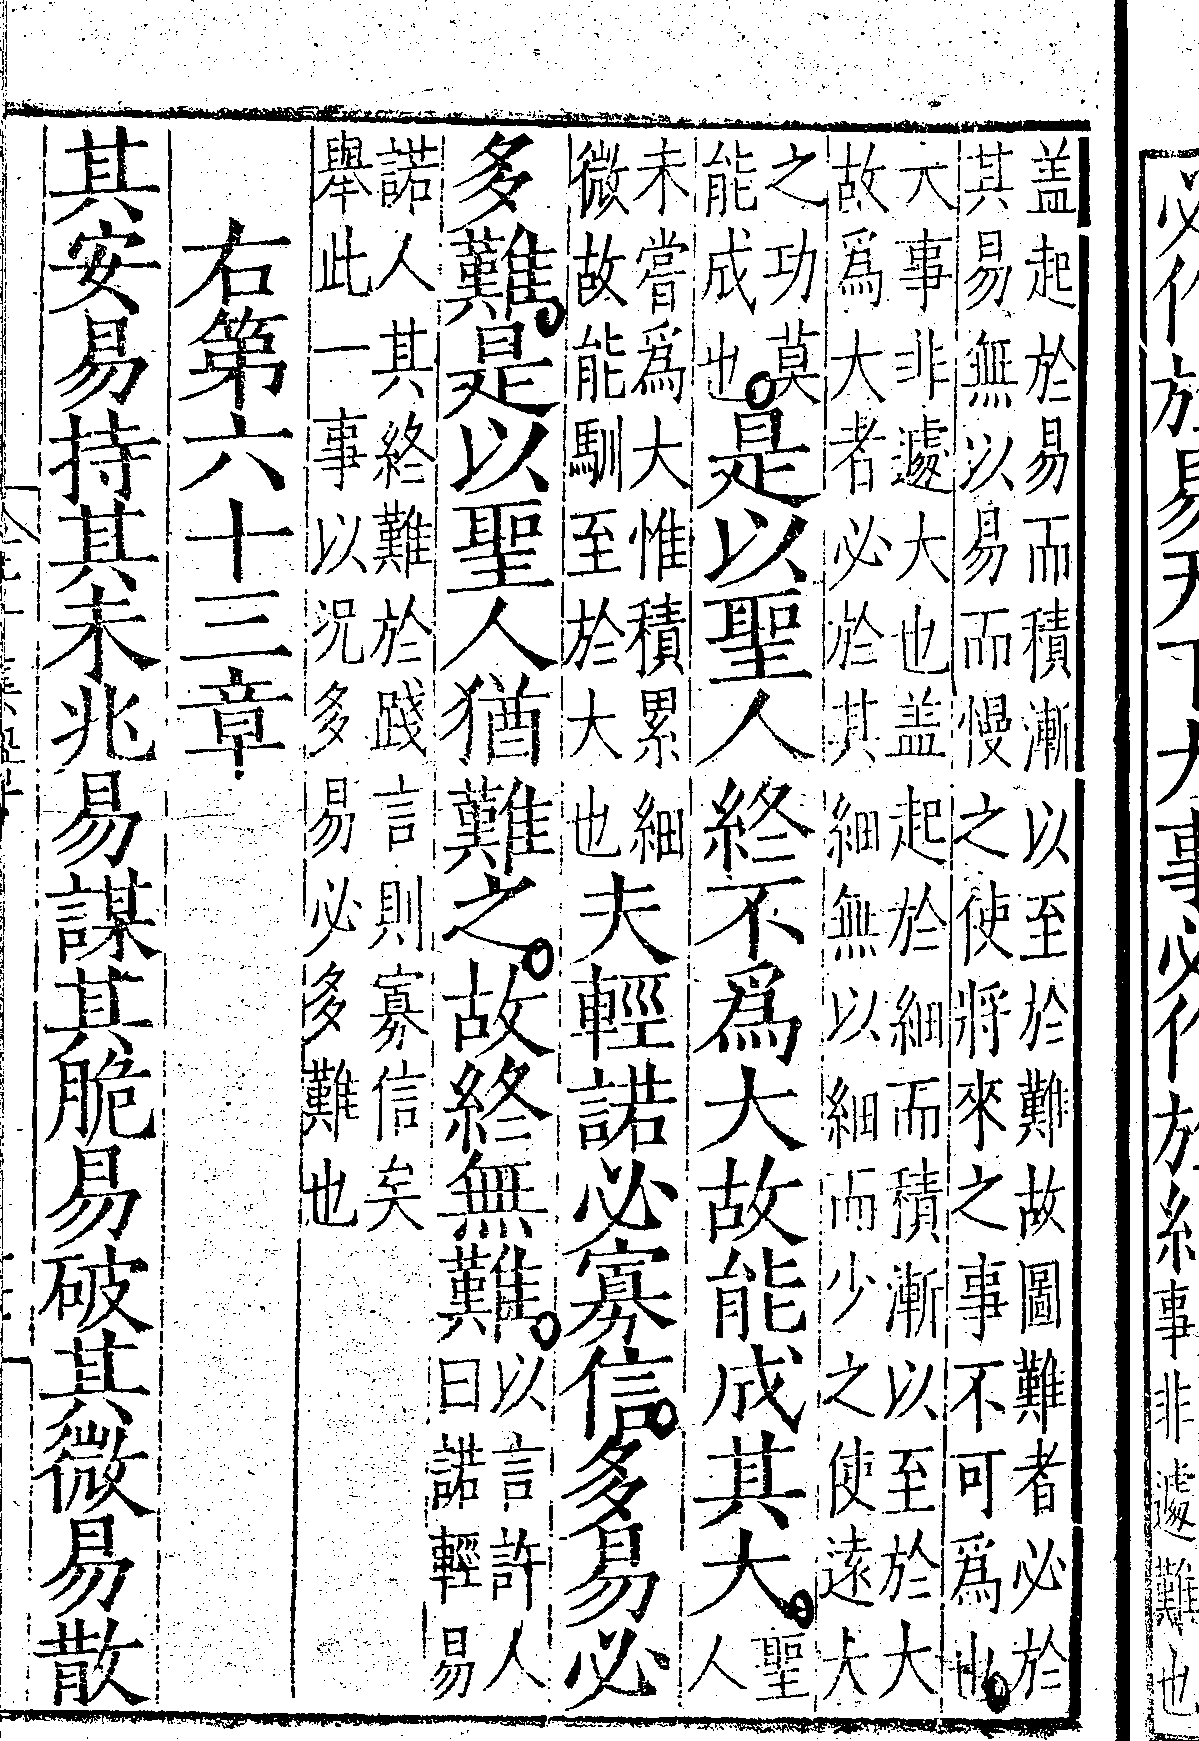 必作於易天下大事必作於細事非遽難也
盖起於易而積漸以至於難故圖難者必於
其易無以易而慢之使將來之事不可爲也
天事非遽大也盖起於細而積漸以至於大
故爲大者必於其細無以細而少之使遠大
之功莫
能成也
是以聖人終不爲大故能成其大
聖
人
未嘗爲大惟積累細
微故能馴至於大也
夫輕諾必寡信多易必
多難是以聖人猶難之故終無難
以言許人
曰諾輕易
諾人其終難於踐言則寡信矣
舉此一事以况多易必多難也
右第六十三章
其安易持其未兆易謀其脆易破其微易散